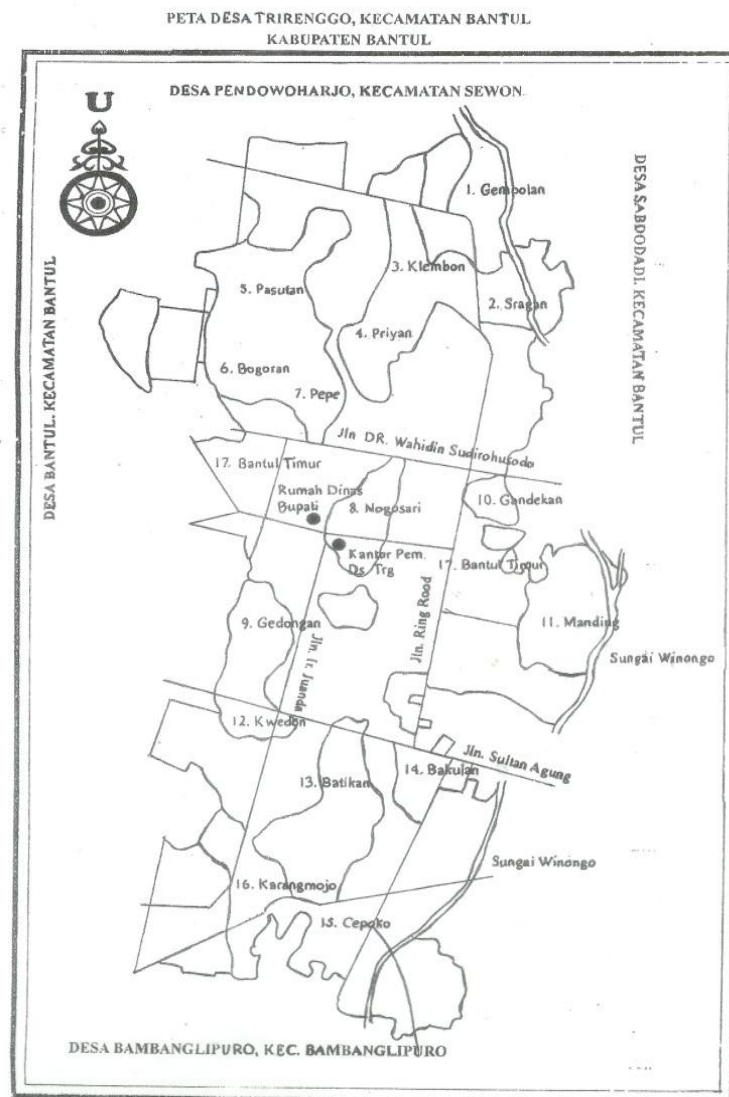 PETA DESA TRIRENGGO, KECAMATAN BANTUL
KABUPATEN BANTUL
DESA PENDOWOHARJO, KECAMATAN SEWON
U
DESA SABDODADI. KECAMATAN BANTUL
DESA BANTUL. KECAMATAN BANTUL
1. Gembolan
3. Klembon
5. Pasutan
2. Sragan
4. Priyan
6. Bogoran
7. Pepe
Jln DR. Wahidin Sudirohusodo
17. Bantul Timur
Rumah Dinas
Bupati
8. Nogosari
10. Gandekan
Kantor Pem.
Ds. Trg
17. Bantul Timur
9. Gedongan
Jln. Ir. Juanda
Jln. Ring Rood
11. Manding
Sungai Winongo
12. Kwedon
Jln. Sultan Agung
13. Batikan
14. Bakulan
Sungai Winongo
16. Karangmojo
15. Cepoko
DESA BAMBANGLIPURO, KEC. BAMBANGLIPURO